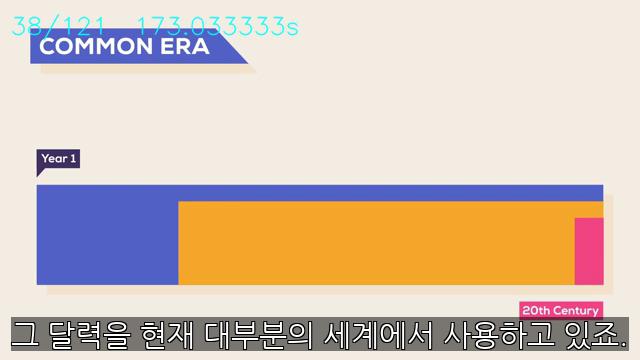 38/121 173.033333s
COMMON ERA
Year 1
20th Century
그 달력을 현재 대부분의 세계에서 사용하고 있죠.